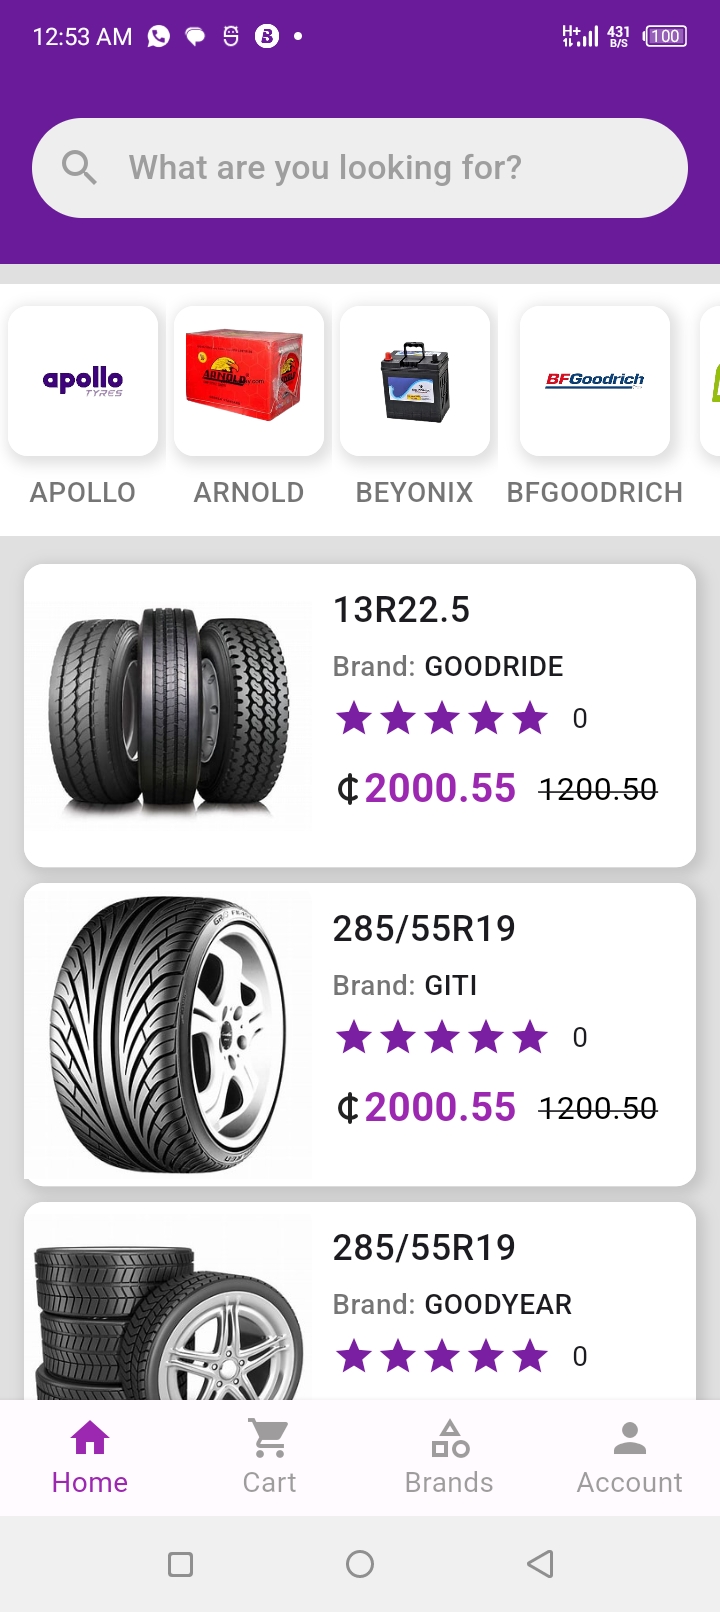 12:53 AM
H+
431
B/S
100
What are you looking for?
apollo
TYRES
ARNOLD
BFGoodrich
APOLLO
ARNOLD
BEYONIX
BFGOODRICH
13R22.5
Brand: GOODRIDE
0
₵2000.55 1200.50
285/55R19
Brand: GITI
0
₵2000.55 1200.50
285/55R19
Brand: GOODYEAR
0
Home
Cart
Brands
Account